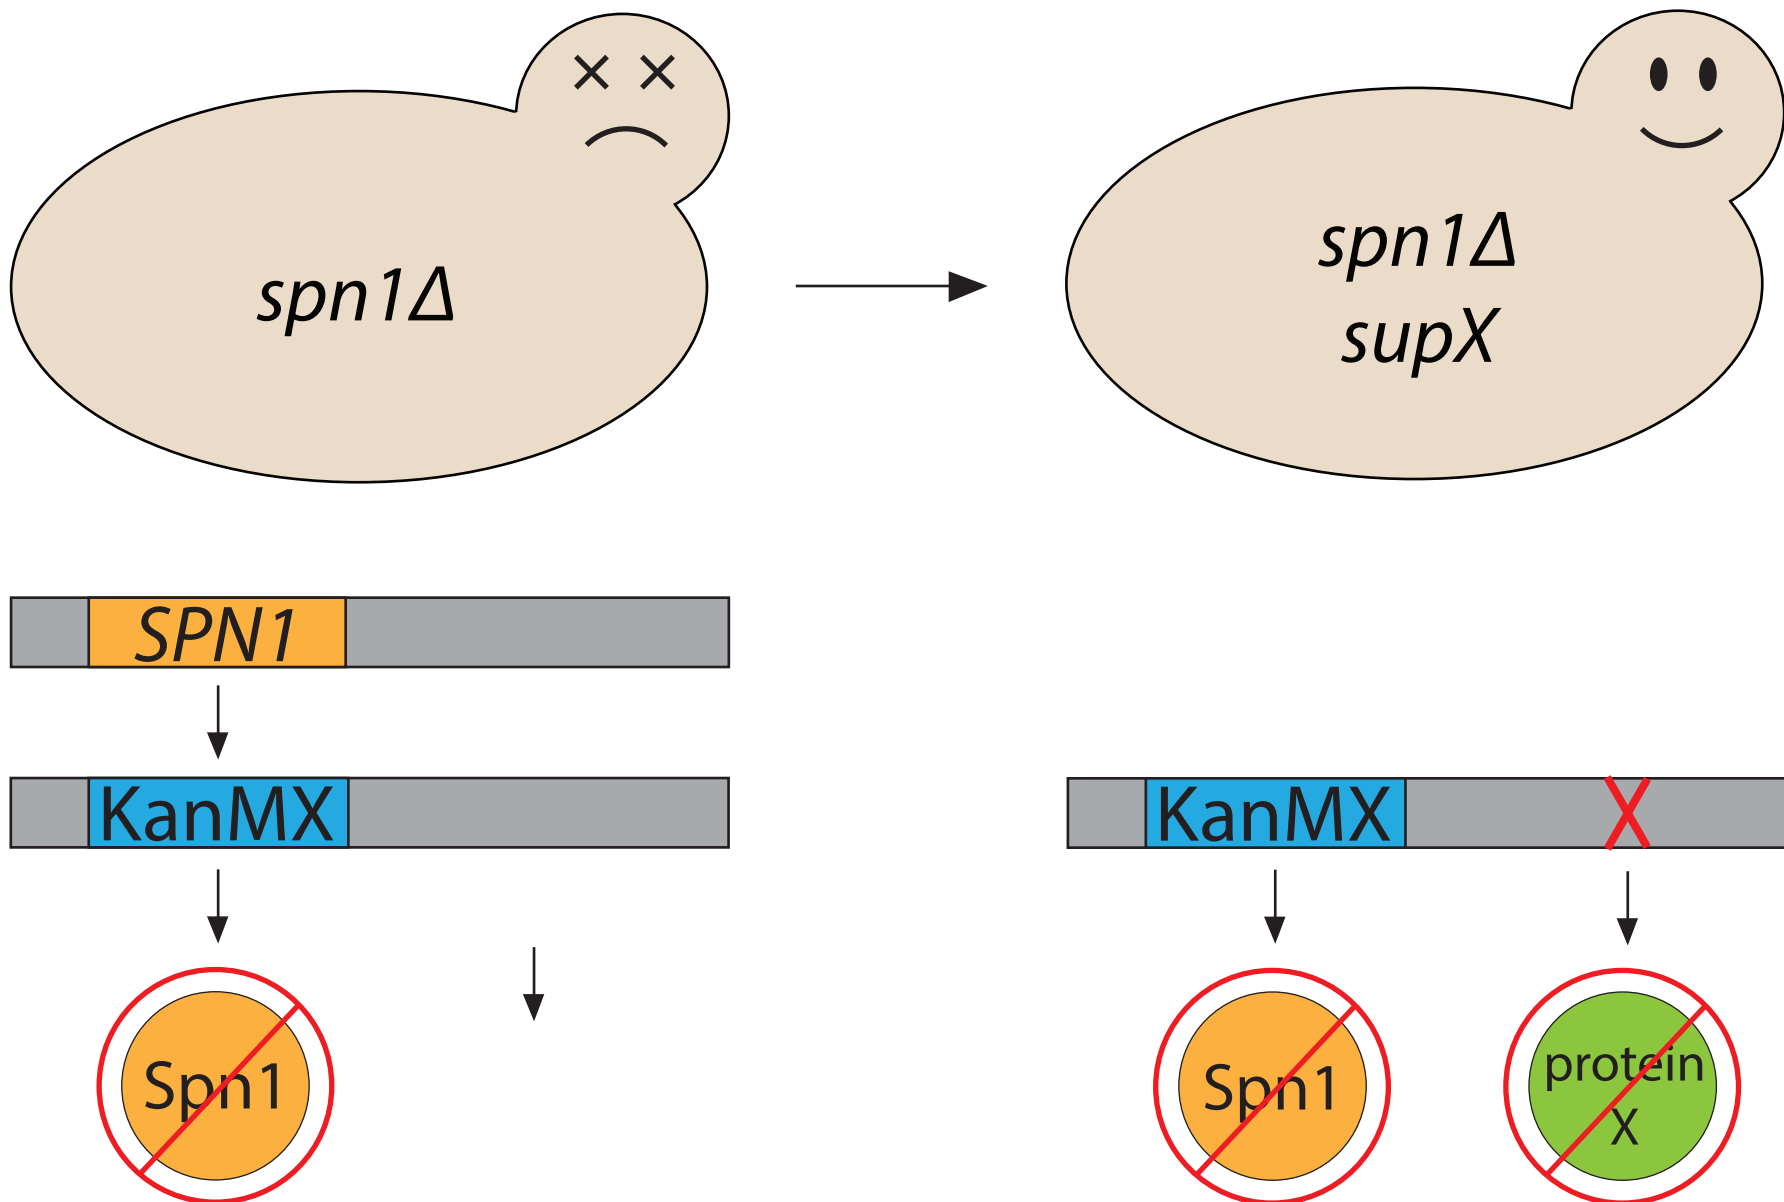 spn1Δ
spn1Δ
supX
SPN1
KanMX
KanMX
X
Spn1
Spn1
protein
X